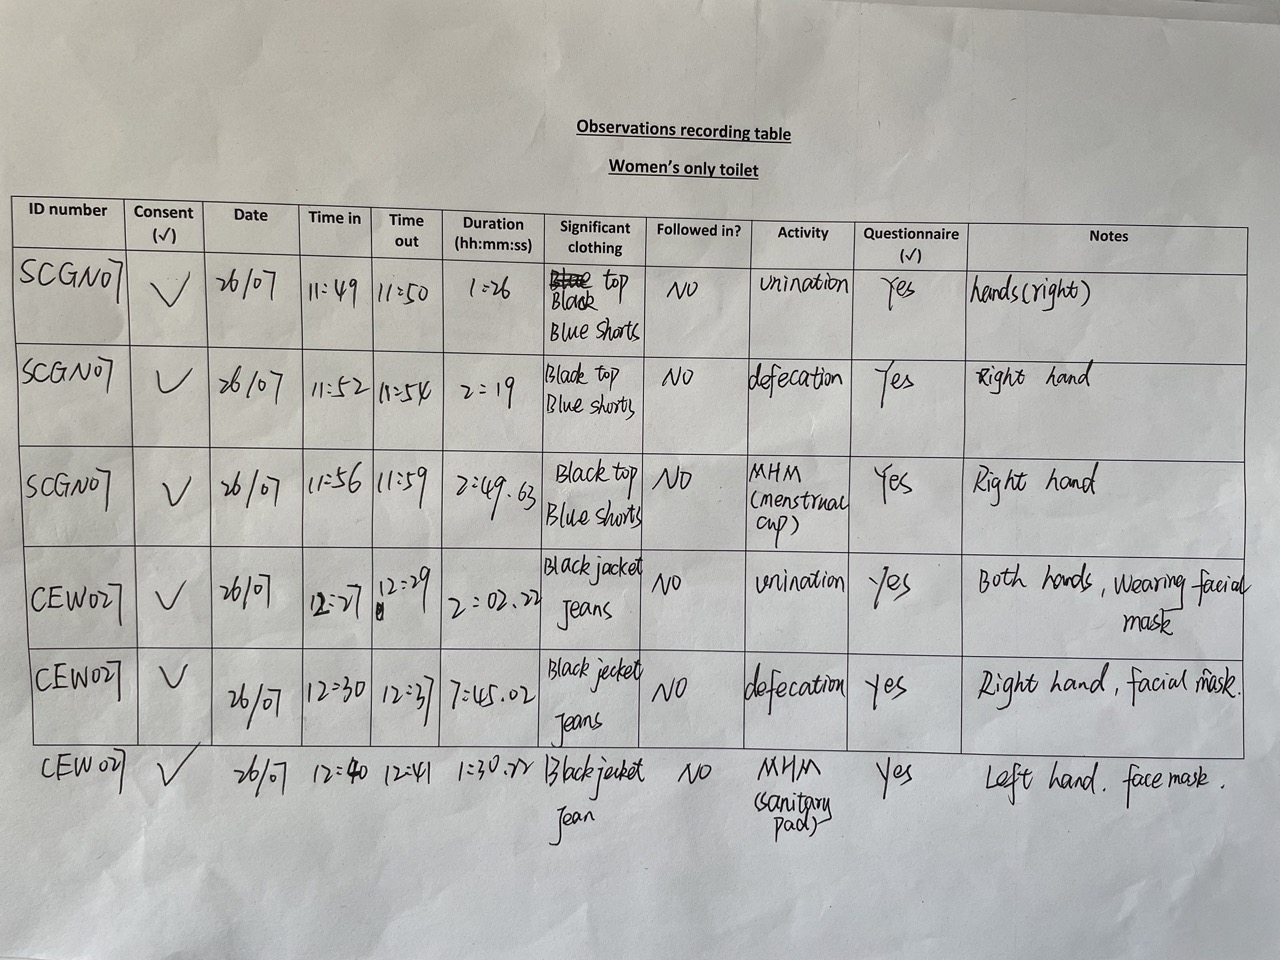 Observations recording table
Women's only toilet
ID number Consent (√) Date Time in Time out Duration (hh:mm:ss) Significant clothing Followed in? Activity Questionnaire (√) Notes
SCGN07 √ 26/07 11:49 11:50 1:26 Blue top Black Blue shorts NO urination Yes hands(right)
SCGN07 √ 26/07 11:52 11:54 2:19 Black top Blue shorts NO defecation Yes Right hand
SCGN07 √ 26/07 11:56 11:59 2:49.63 Black top Blue shorts NO MHM (menstrual cup) Yes Right hand
CEW027 √ 26/07 12:27 12:29 2:02.22 Black jacket Jeans NO urination Yes Both hands, wearing facial mask
CEW027 √ 26/07 12:30 12:37 7:45.02 Black jecket Jeans NO defecation Yes Right hand, facial mask.
CEW027 √ 26/07 12:40 12:41 1:30.22 Black jecket Jean NO MHM (sanitary pad) Yes Left hand. face mask.